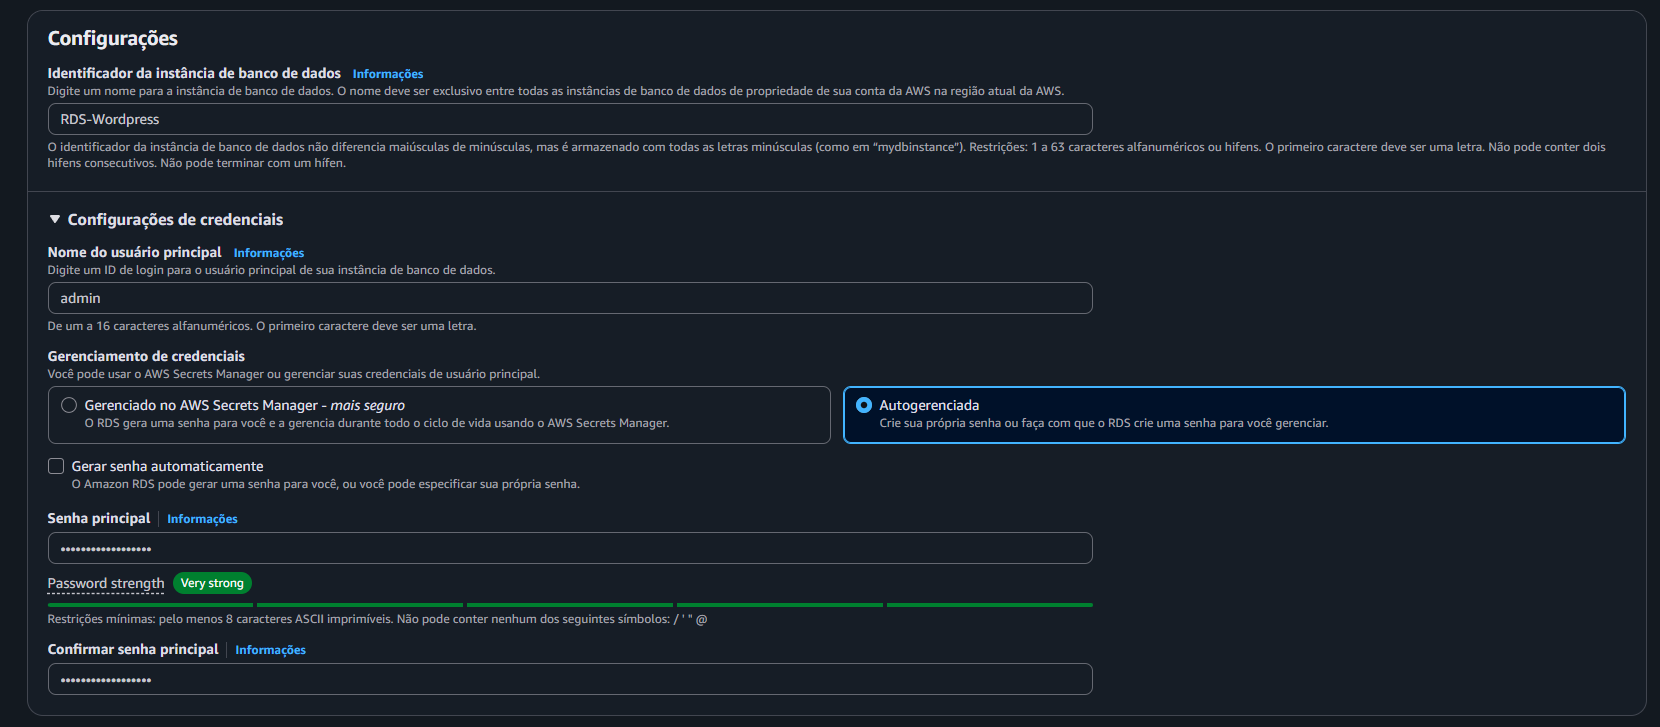 Configurações
Identificador da instância de banco de dados Informações
Digite um nome para a instância de banco de dados. O nome deve ser exclusivo entre todas as instâncias de banco de dados de propriedade de sua conta da AWS na região atual da AWS.
RDS-Wordpress
O identificador da instância de banco de dados não diferencia maiúsculas de minúsculas, mas é armazenado com todas as letras minúsculas (como em “mydbinstance”). Restrições: 1 a 63 caracteres alfanuméricos ou hifens. O primeiro caractere deve ser uma letra. Não pode conter dois
hifens consecutivos. Não pode terminar com um hífen.
Configurações de credenciais
Nome do usuário principal Informações
Digite um ID de login para o usuário principal de sua instância de banco de dados.
admin
De um a 16 caracteres alfanuméricos. O primeiro caractere deve ser uma letra.
Gerenciamento de credenciais
Você pode usar o AWS Secrets Manager ou gerenciar suas credenciais de usuário principal.
Gerenciado no AWS Secrets Manager - mais seguro
O RDS gera uma senha para você e a gerencia durante todo o ciclo de vida usando o AWS Secrets Manager.
Autogerenciada
Crie sua própria senha ou faça com que o RDS crie uma senha para você gerenciar.
Gerar senha automaticamente
O Amazon RDS pode gerar uma senha para você, ou você pode especificar sua própria senha.
Senha principal Informações
••••••••••••••••••
Password strength Very strong
Restrições mínimas: pelo menos 8 caracteres ASCII imprimíveis. Não pode conter nenhum dos seguintes símbolos: / ' " @
Confirmar senha principal Informações
••••••••••••••••••